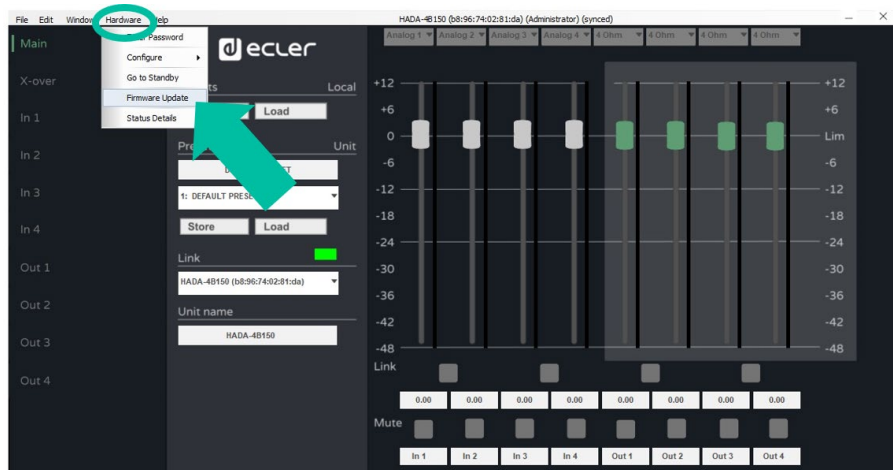 File Edit Window Hardware Help
HADA-4B150 (b8:96:74:02:81:da) (Administrator) (synced)
Password
Configure
Go to Standby
Firmware Update
Status Details
ecler
Main
X-over
In 1
In 2
In 3
In 4
Out 1
Out 2
Out 3
Out 4
Local
Load
Unit
1: DEFAULT
Store Load
Link
HADA-4B150 (b8:96:74:02:81:da)
Unit name
HADA-4B150
Analog 1 Analog 2 Analog 3 Analog 4 4 Ohm 4 Ohm 4 Ohm 4 Ohm
+12 +12
+6 +6
0 Lim
-6 -6
-12 -12
-18 -18
-24 -24
-30 -30
-36 -36
-42 -42
-48 -48
Link
0.00 0.00 0.00 0.00 0.00 0.00 0.00 0.00
Mute
In 1 In 2 In 3 In 4 Out 1 Out 2 Out 3 Out 4